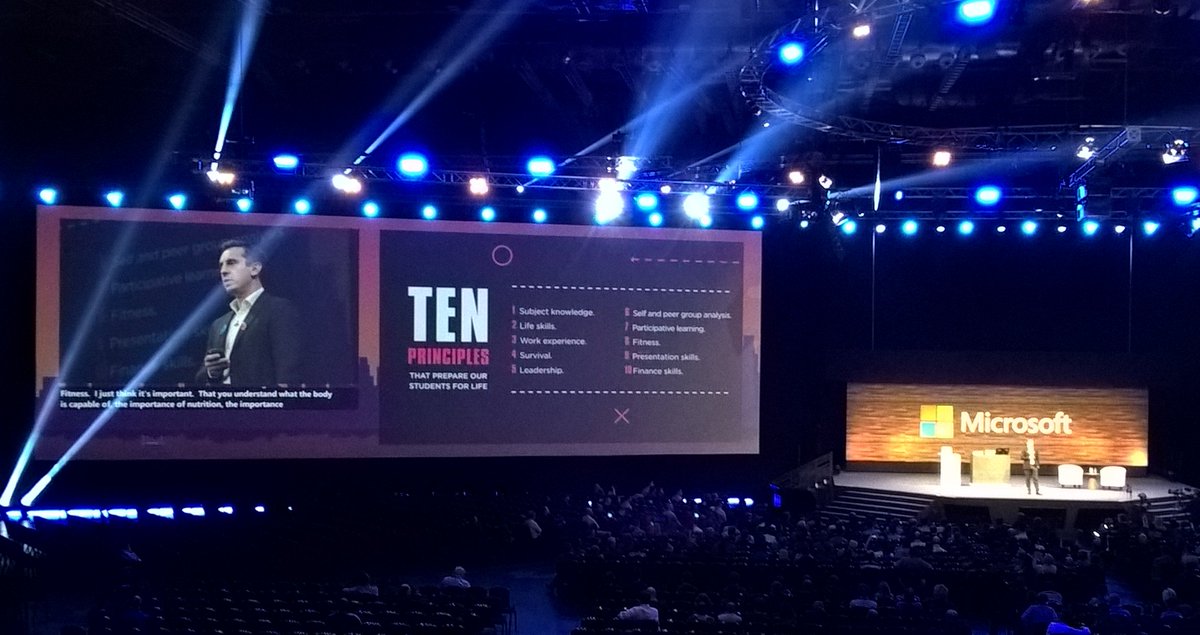 Fitness. I just think it's important. That you understand what the body
is capable of, the importance of nutrition, the importance
TEN
PRINCIPLES
THAT PREPARE OUR
STUDENTS FOR LIFE
1 Subject knowledge.
2 Life skills.
3 Work experience.
4 Survival.
5 Leadership.
6 Self and peer group analysis.
7 Participative learning.
8 Fitness.
9 Presentation skills.
10 Finance skills.
Microsoft